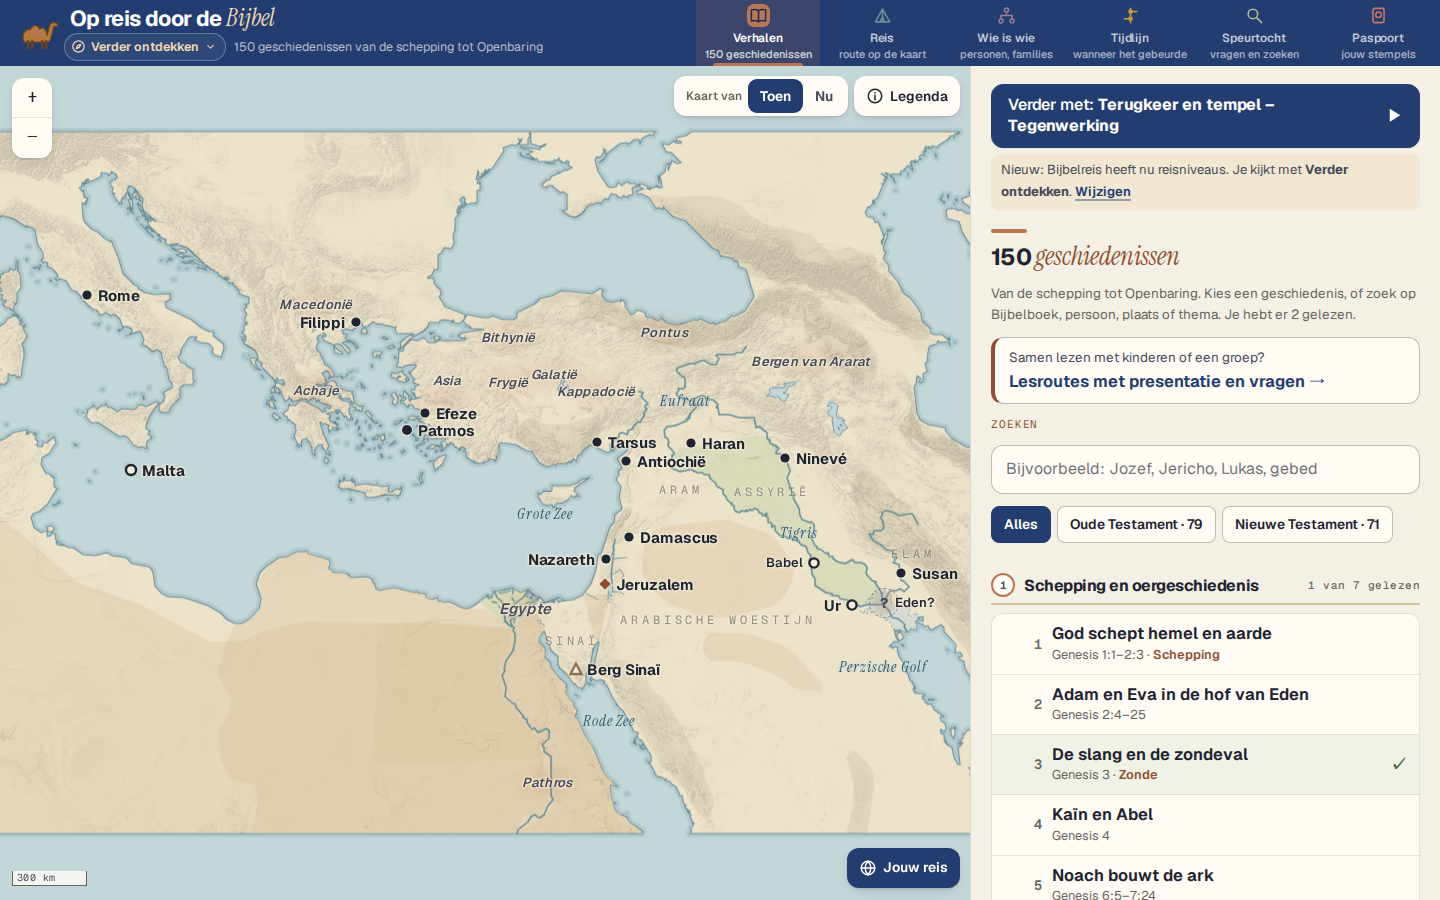 Op reis door de Bijbel
Verder ontdekken
150 geschiedenissen van de schepping tot Openbaring
Verhalen
150 geschiedenissen
Reis
route op de kaart
Wie is wie
personen, families
Tijdlijn
wanneer het gebeurde
Speurtocht
vragen en zoeken
Paspoort
jouw stempels
+
−
Kaart van
Toen
Nu
Legenda
Rome
Macedonië
Filippi
Bithynië
Pontus
Bergen van Ararat
Achaje
Asia
Frygië
Galatië
Kappadocië
Eufraat
Efeze
Patmos
Tarsus
Haran
Antiochië
Ninevé
Malta
ARAM
ASSYRIË
Grote Zee
Tigris
Damascus
ELAM
Nazareth
Babel
Susan
Jeruzalem
Egypte
Ur
? Eden?
ARABISCHE WOESTIJN
SINAÏ
Berg Sinaï
Perzische Golf
Rode Zee
Pathros
300 km
Jouw reis
Verder met: Terugkeer en tempel –
Tegenwerking
Nieuw: Bijbelreis heeft nu reisniveaus. Je kijkt met Verder
ontdekken. Wijzigen
150 geschiedenissen
Van de schepping tot Openbaring. Kies een geschiedenis, of zoek op
Bijbelboek, persoon, plaats of thema. Je hebt er 2 gelezen.
Samen lezen met kinderen of een groep?
Lesroutes met presentatie en vragen →
ZOEKEN
Bijvoorbeeld: Jozef, Jericho, Lukas, gebed
Alles
Oude Testament · 79
Nieuwe Testament · 71
1 Schepping en oergeschiedenis 1 van 7 gelezen
1 God schept hemel en aarde
Genesis 1:1–2:3 · Schepping
2 Adam en Eva in de hof van Eden
Genesis 2:4–25
3 De slang en de zondeval ✓
Genesis 3 · Zonde
4 Kaïn en Abel
Genesis 4
5 Noach bouwt de ark
Genesis 6:5–7:24